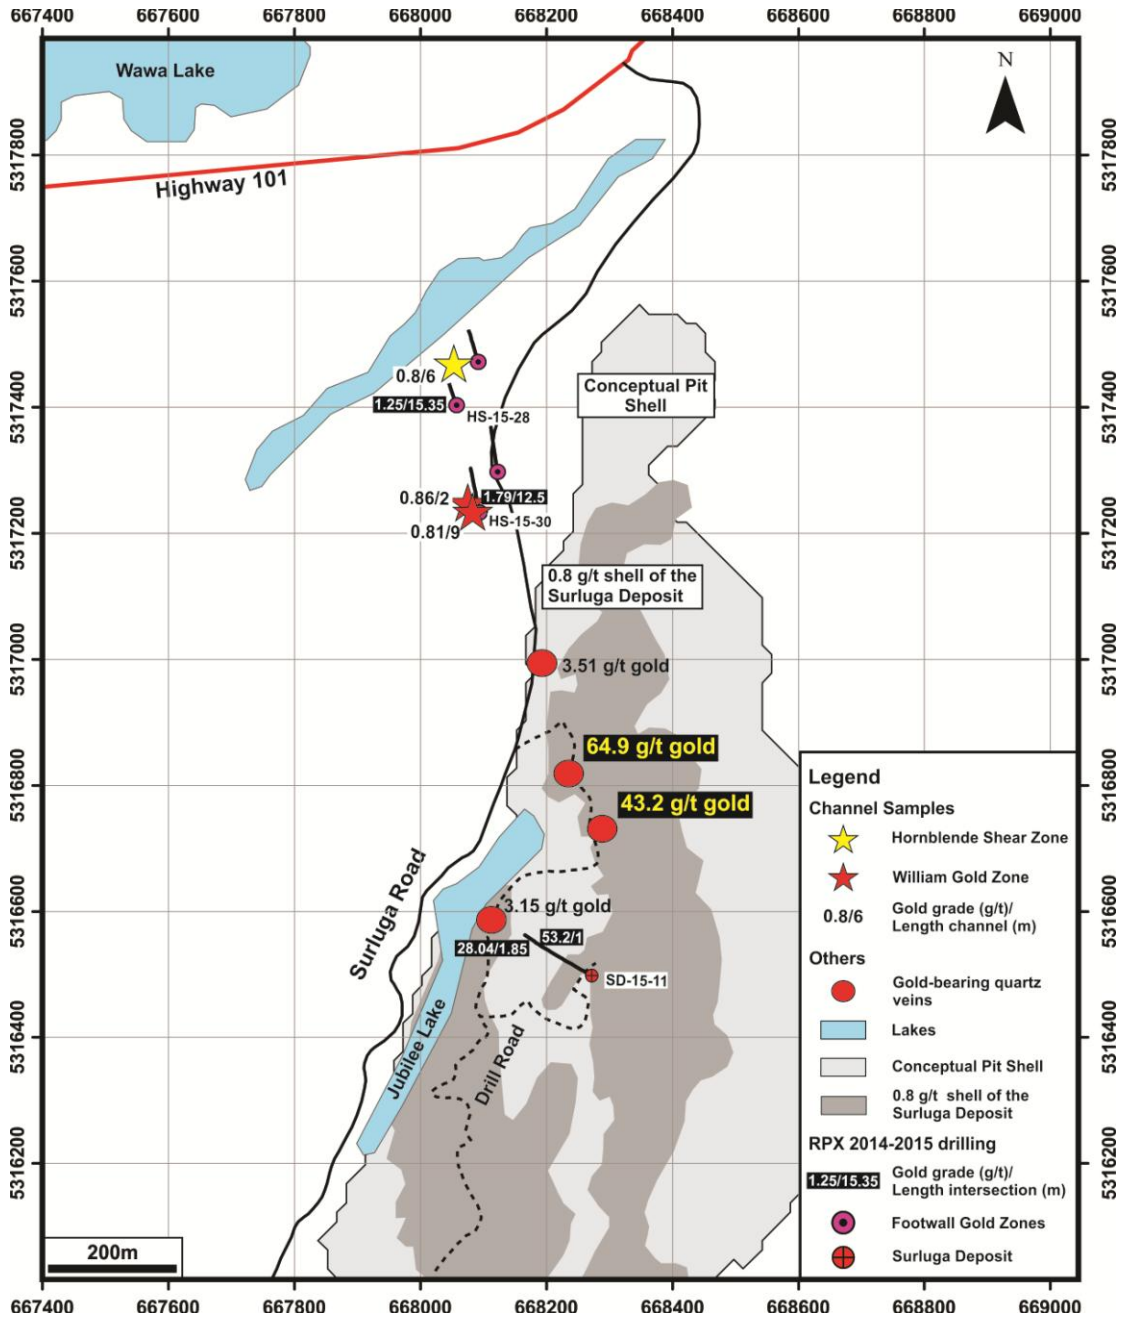 667400 667600 667800 668000 668200 668400 668600 668800 669000
Wawa Lake
N
Highway 101
5317800
5317800
5317600
5317600
0.8/6
1.25/15.35
HS-15-28
Conceptual Pit
Shell
5317400
5317400
0.86/2
1.79/12.5
HS-15-30
0.81/9
5317200
5317200
0.8 g/t shell of the
Surluga Deposit
3.51 g/t gold
5317000
5317000
64.9 g/t gold
43.2 g/t gold
5316800
5316800
Surluga Road
3.15 g/t gold
28.04/1.85
53.2/1
SD-15-11
5316600
5316600
Jubilee Lake
Drill Road
5316400
5316400
5316200
5316200
Legend
Channel Samples
Hornblende Shear Zone
William Gold Zone
0.8/6
Gold grade (g/t)/
Length channel (m)
Others
Gold-bearing quartz
veins
Lakes
Conceptual Pit Shell
0.8 g/t shell of the
Surluga Deposit
RPX 2014-2015 drilling
1.25/15.35
Gold grade (g/t)/
Length intersection (m)
Footwall Gold Zones
Surluga Deposit
200m
667400 667600 667800 668000 668200 668400 668600 668800 669000